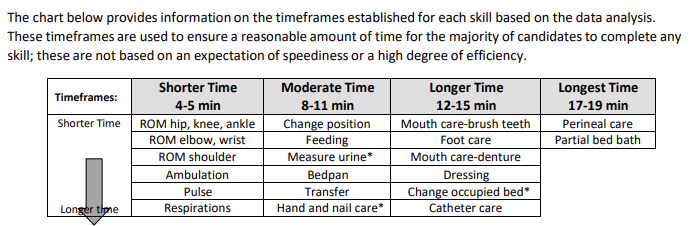 The chart below provides information on the timeframes established for each skill based on the data analysis.
These timeframes are used to ensure a reasonable amount of time for the majority of candidates to complete any
skill; these are not based on an expectation of speediness or a high degree of efficiency.
Timeframes: Shorter Time 4-5 min Moderate Time 8-11 min Longer Time 12-15 min Longest Time 17-19 min
Shorter Time ROM hip, knee, ankle Change position Mouth care-brush teeth Perineal care
ROM elbow, wrist Feeding Foot care Partial bed bath
ROM shoulder Measure urine* Mouth care-denture
Ambulation Bedpan Dressing
Pulse Transfer Change occupied bed*
Longer time Respirations Hand and nail care* Catheter care